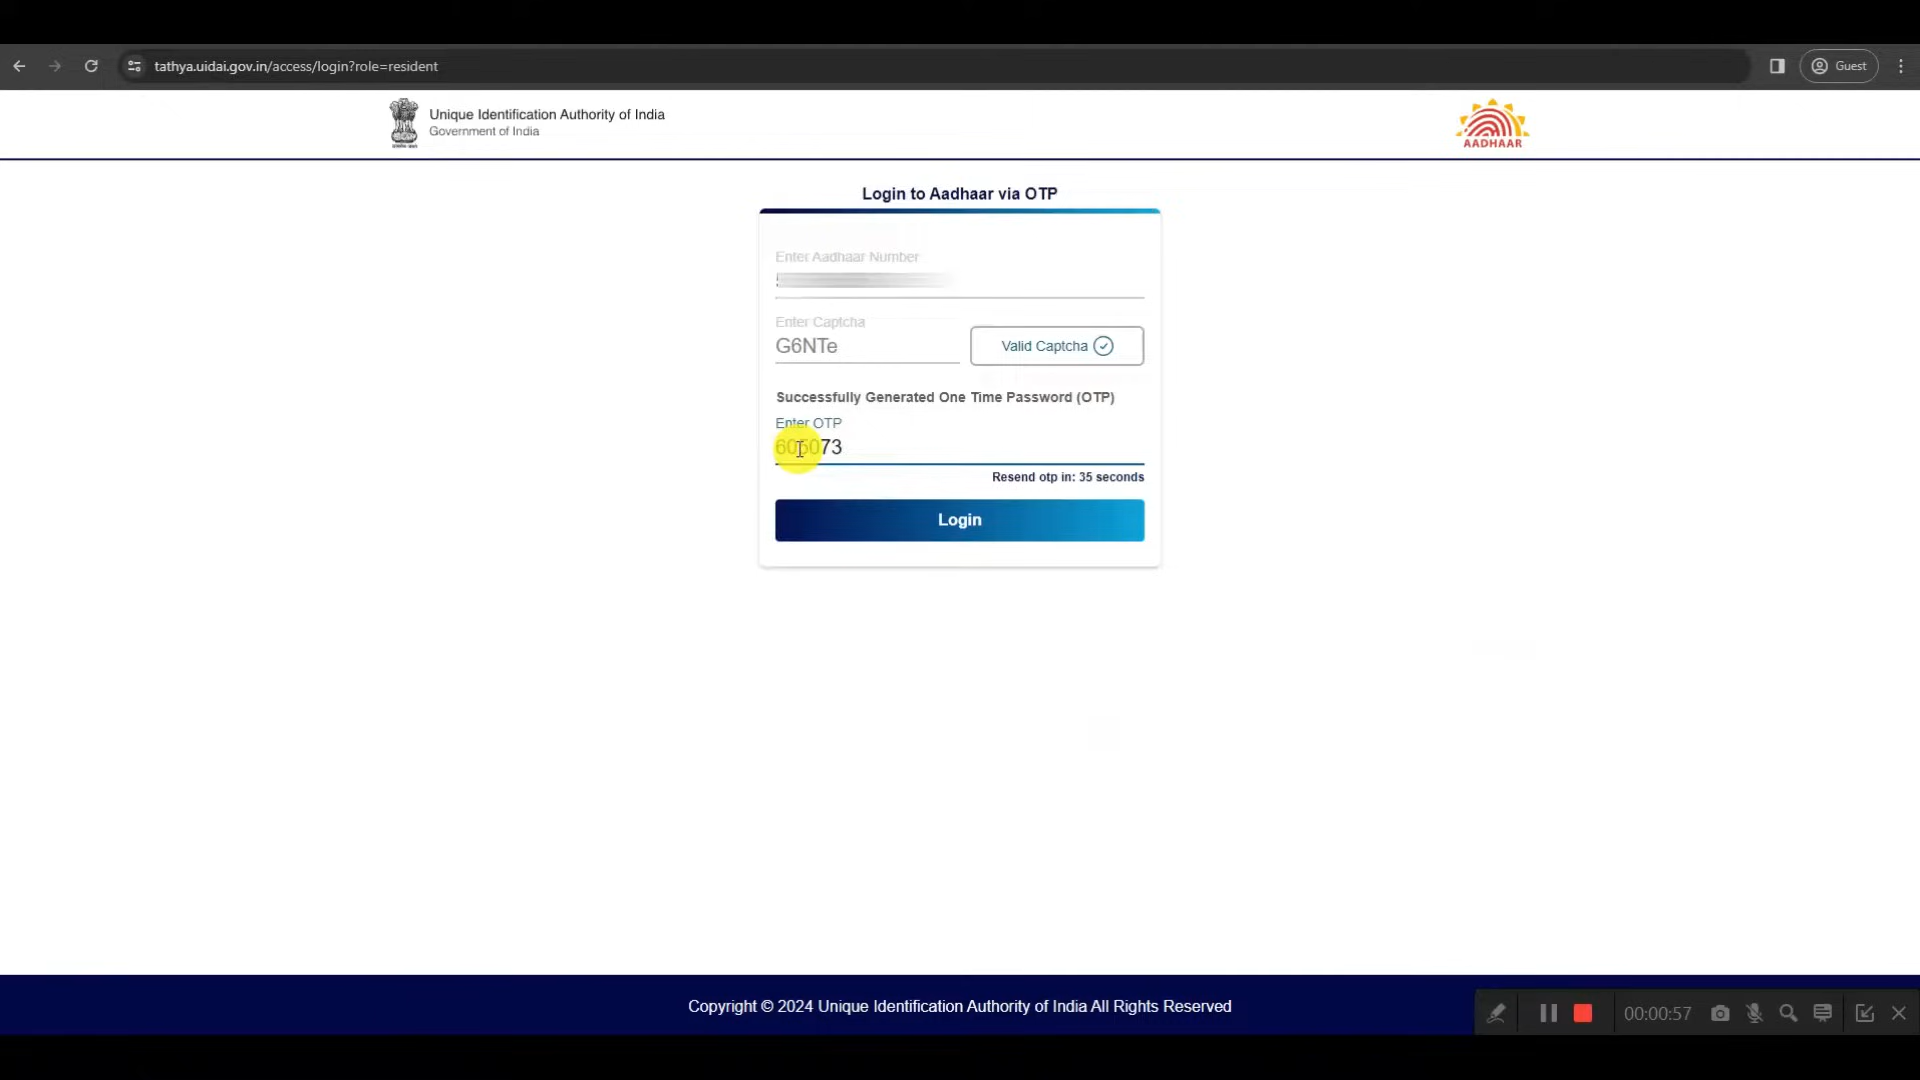 tathya.uidai.gov.in/access/login?role=resident
Guest
Unique Identification Authority of India
Government of India
AADHAAR
Login to Aadhaar via OTP
Enter Aadhaar Number
Enter Captcha
G6NTe
Valid Captcha
Successfully Generated One Time Password (OTP)
Enter OTP
605073
Resend otp in: 35 seconds
Login
Copyright © 2024 Unique Identification Authority of India All Rights Reserved
00:00:57